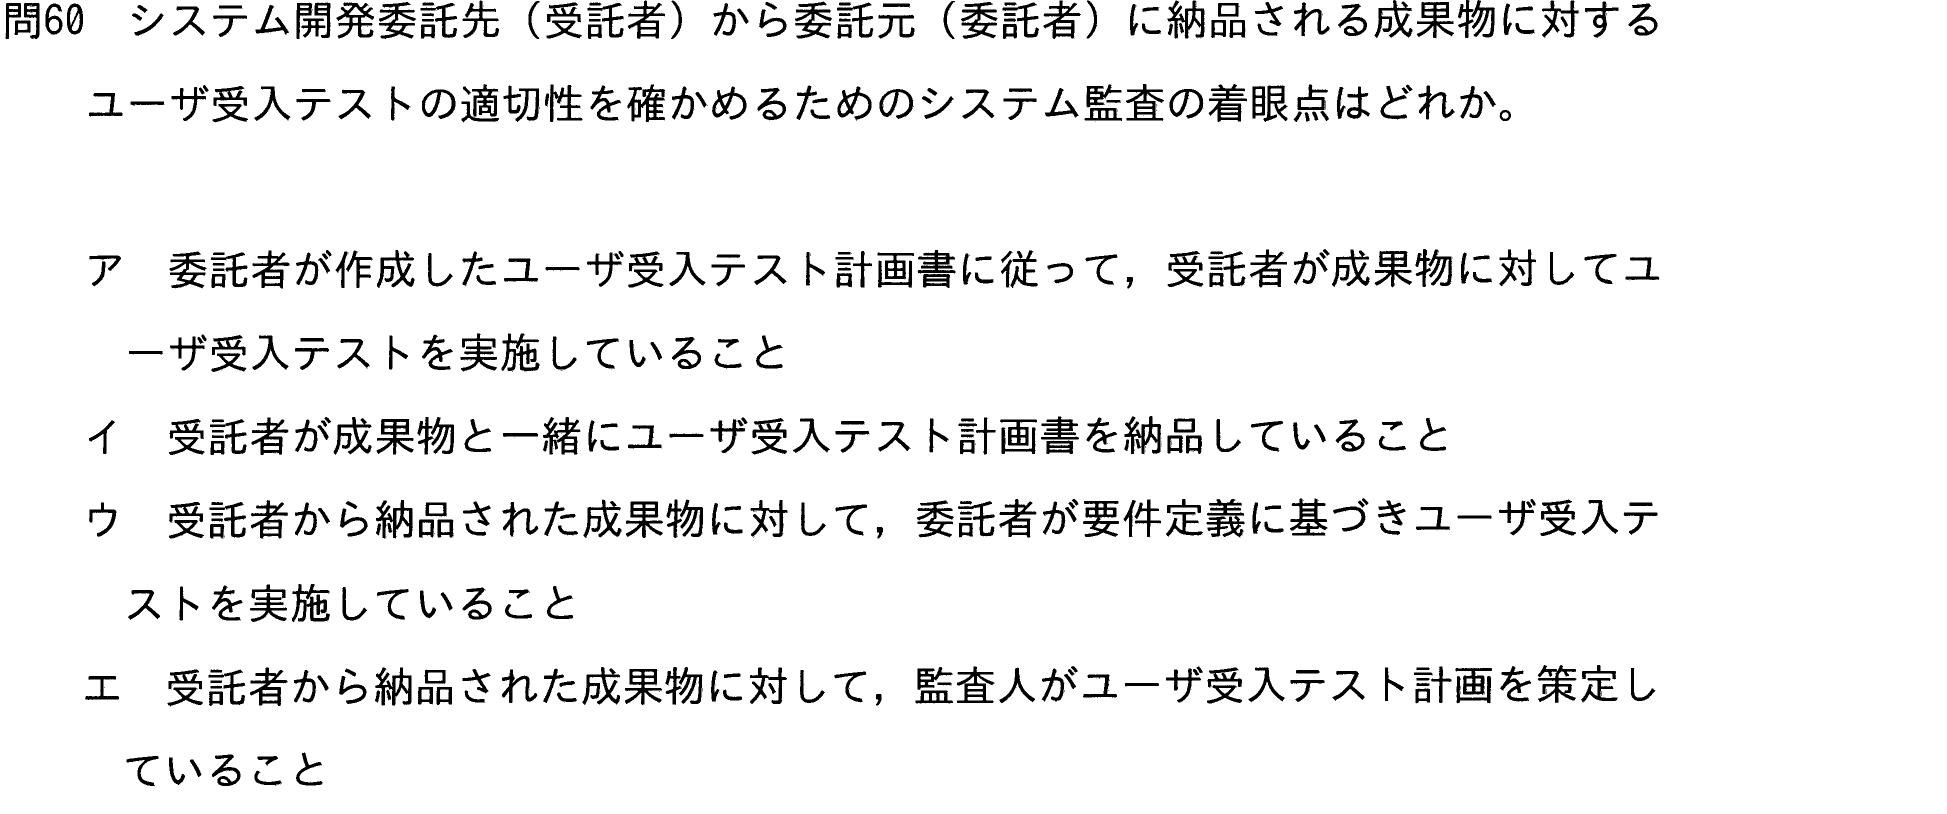 問60　システム開発委託先（受託者）から委託元（委託者）に納品される成果物に対する
ユーザ受入テストの適切性を確かめるためのシステム監査の着眼点はどれか。
ア　委託者が作成したユーザ受入テスト計画書に従って，受託者が成果物に対してユ
ーザ受入テストを実施していること
イ　受託者が成果物と一緒にユーザ受入テスト計画書を納品していること
ウ　受託者から納品された成果物に対して，委託者が要件定義に基づきユーザ受入テ
ストを実施していること
エ　受託者から納品された成果物に対して，監査人がユーザ受入テスト計画を策定し
ていること